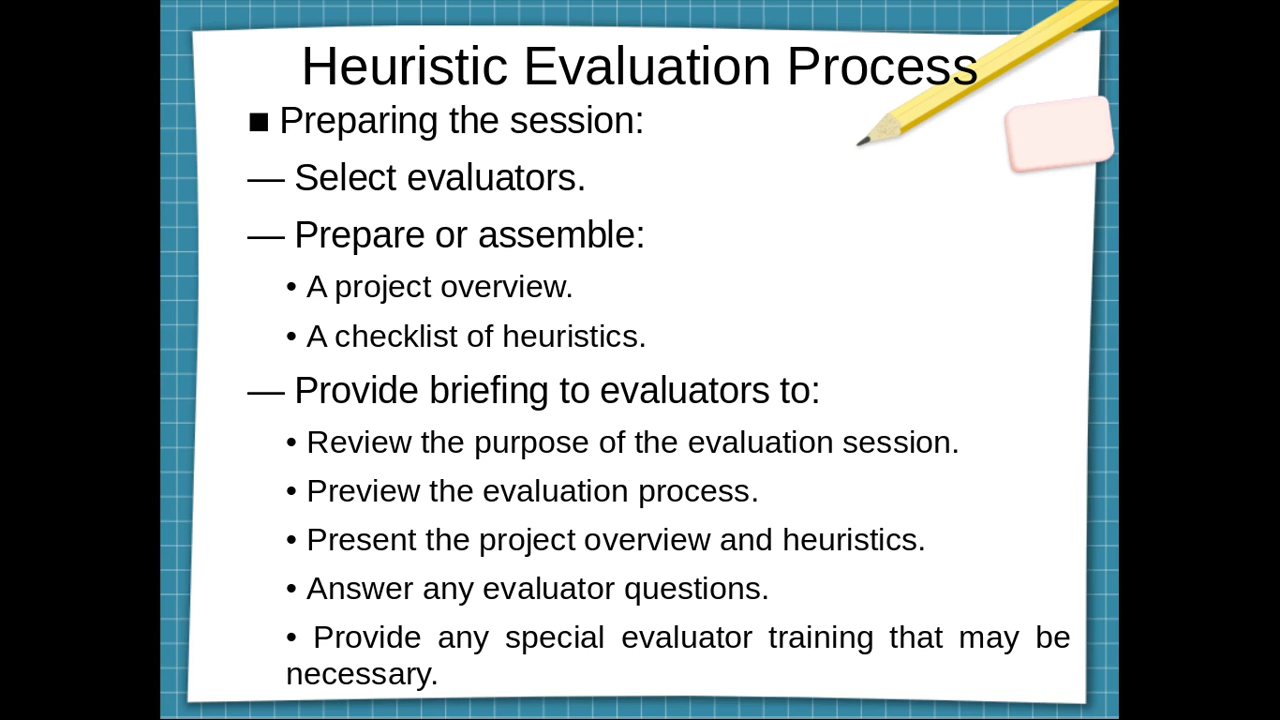 Heuristic Evaluation Process
■ Preparing the session:
— Select evaluators.
— Prepare or assemble:
• A project overview.
• A checklist of heuristics.
— Provide briefing to evaluators to:
• Review the purpose of the evaluation session.
• Preview the evaluation process.
• Present the project overview and heuristics.
• Answer any evaluator questions.
• Provide any special evaluator training that may be
necessary.